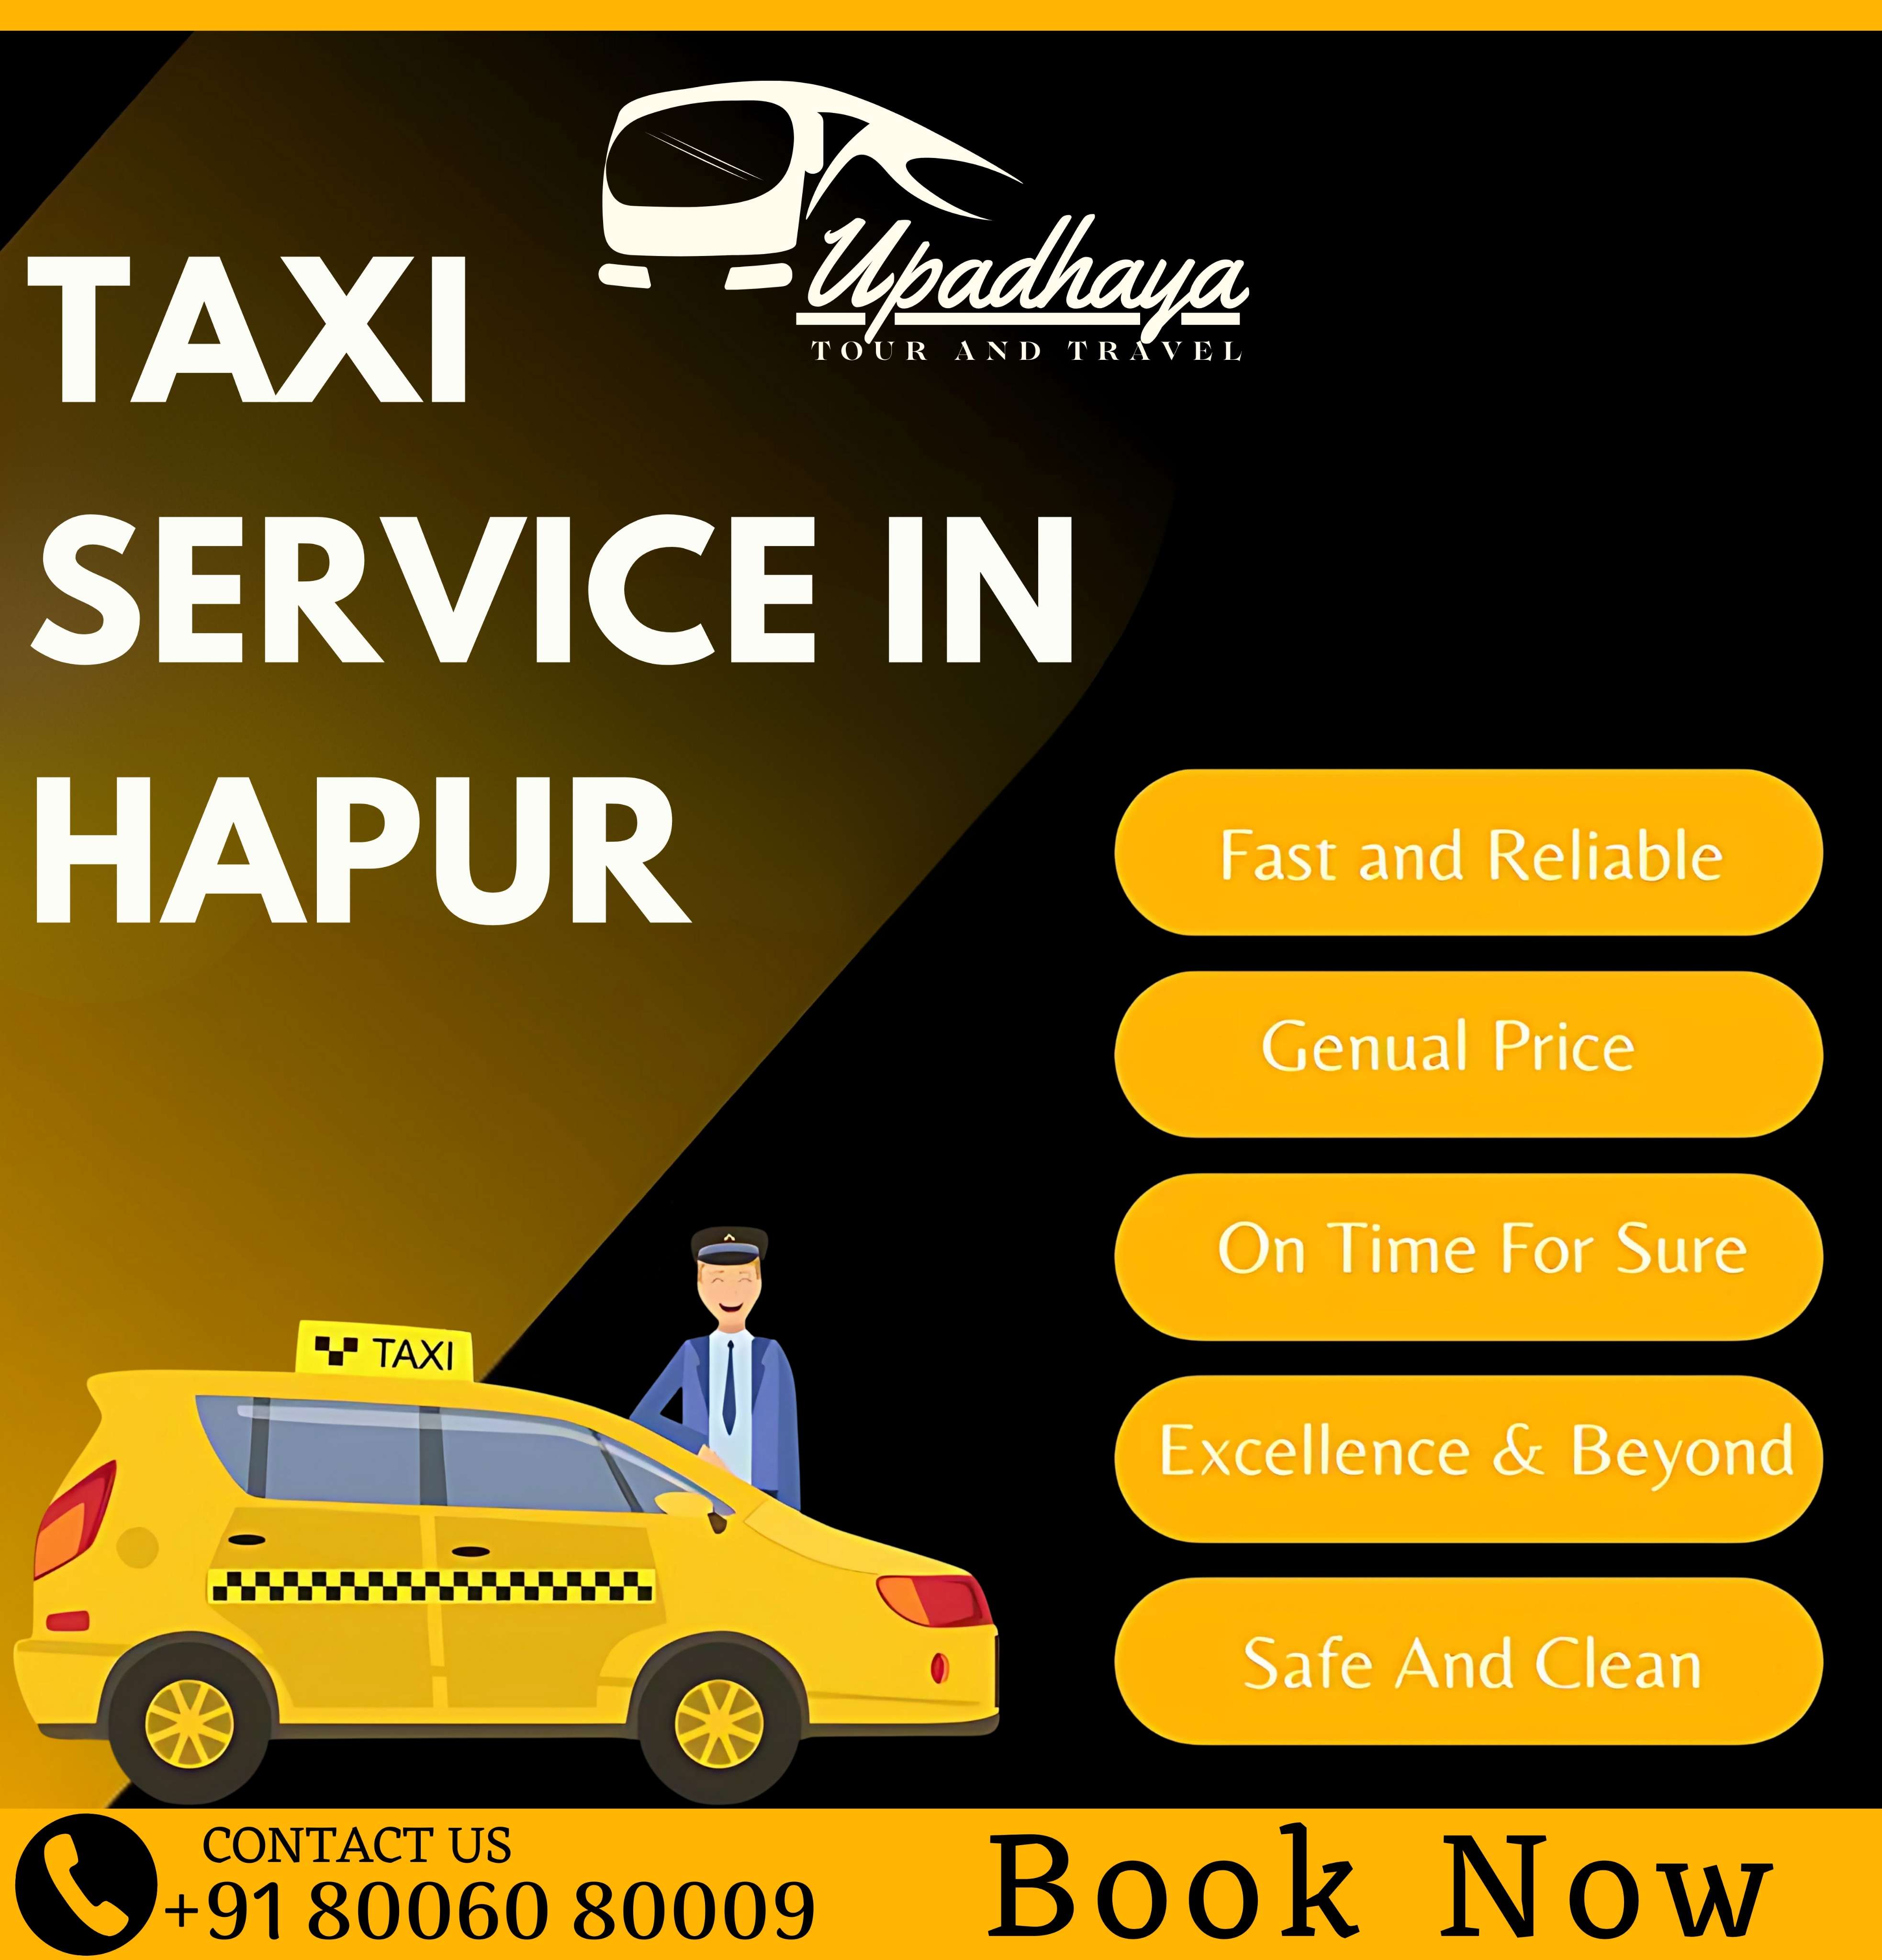 Upadhaya
TOUR AND TRAVEL
TAXI
SERVICE IN
HAPUR
Fast and Reliable
Genual Price
On Time For Sure
Excellence & Beyond
Safe And Clean
TAXI
CONTACT US
+91 80060 80009
Book Now